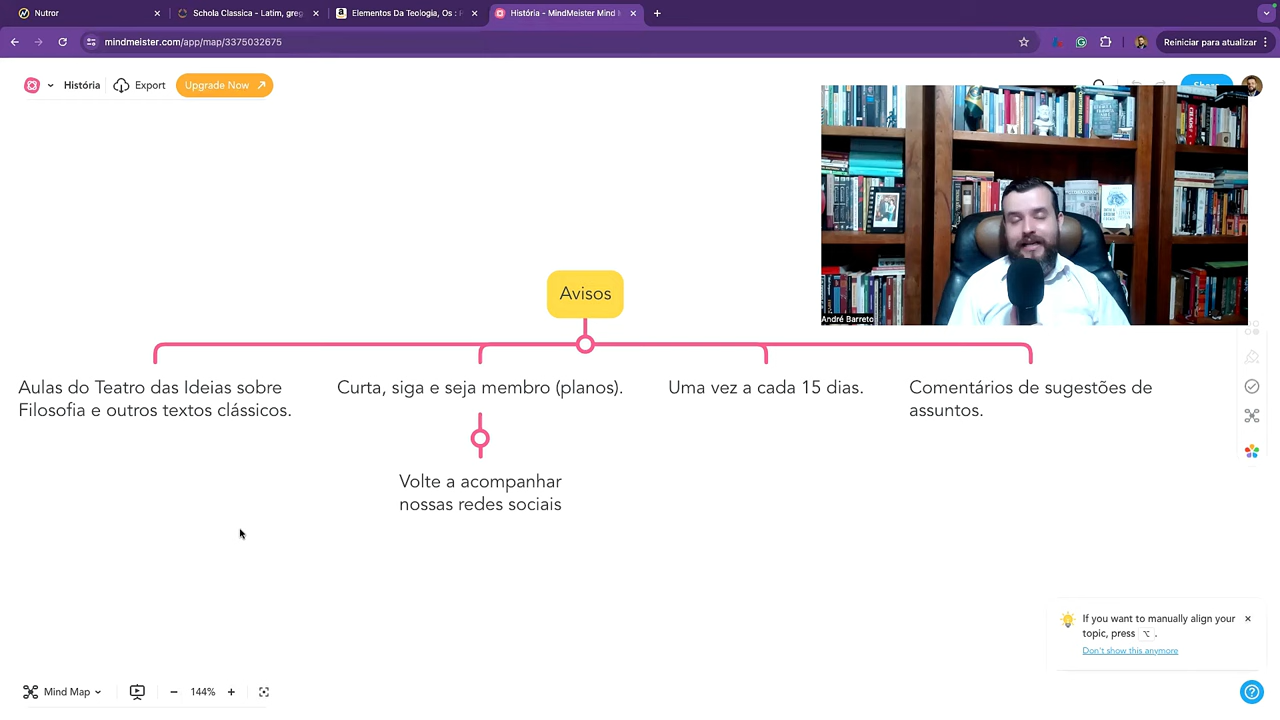 Nutror
Schola Classica - Latim, greg
Elementos Da Teologia, Os : P
História - MindMeister Mind M
mindmeister.com/app/map/3375032675
Reiniciar para atualizar
História
Export
Upgrade Now
Share
André Barreto
Avisos
Aulas do Teatro das Ideias sobre
Filosofia e outros textos clássicos.
Curta, siga e seja membro (planos).
Uma vez a cada 15 dias.
Comentários de sugestões de
assuntos.
Volte a acompanhar
nossas redes sociais
If you want to manually align your
topic, press ⌥.
Don't show this anymore
Mind Map
144%